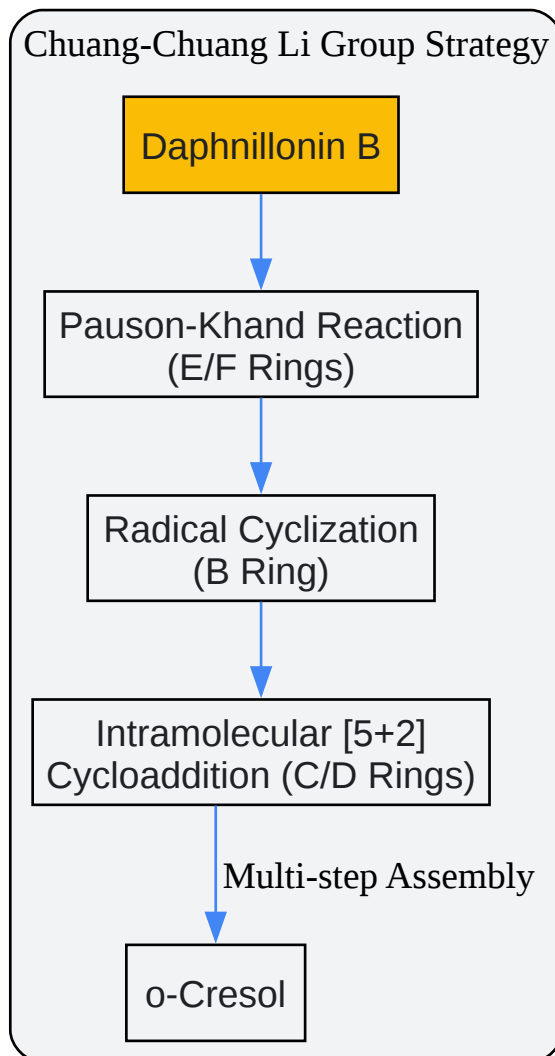 Chuang-Chuang Li Group Strategy
Daphnillonin B
Pauson-Khand Reaction
(E/F Rings)
Radical Cyclization
(B Ring)
Intramolecular [5+2]
Cycloaddition (C/D Rings)
Multi-step Assembly
o-Cresol